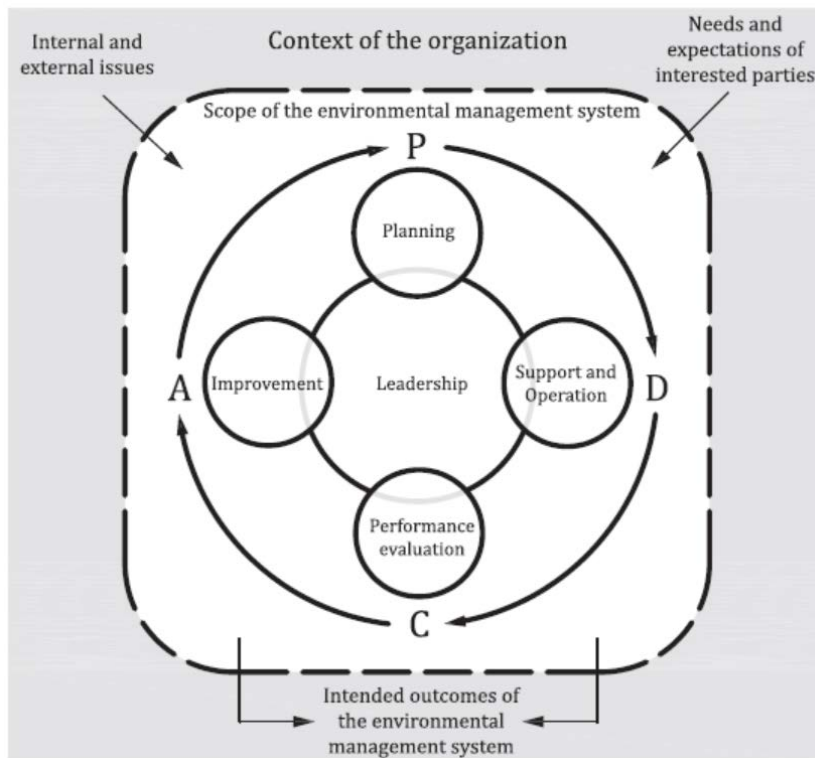 Internal and
external issues
Context of the organization
Needs and
expectations of
interested parties
Scope of the environmental management system
P
Planning
A
Improvement
Leadership
Support and
Operation
D
Performance
evaluation
C
Intended outcomes of
the environmental
management system